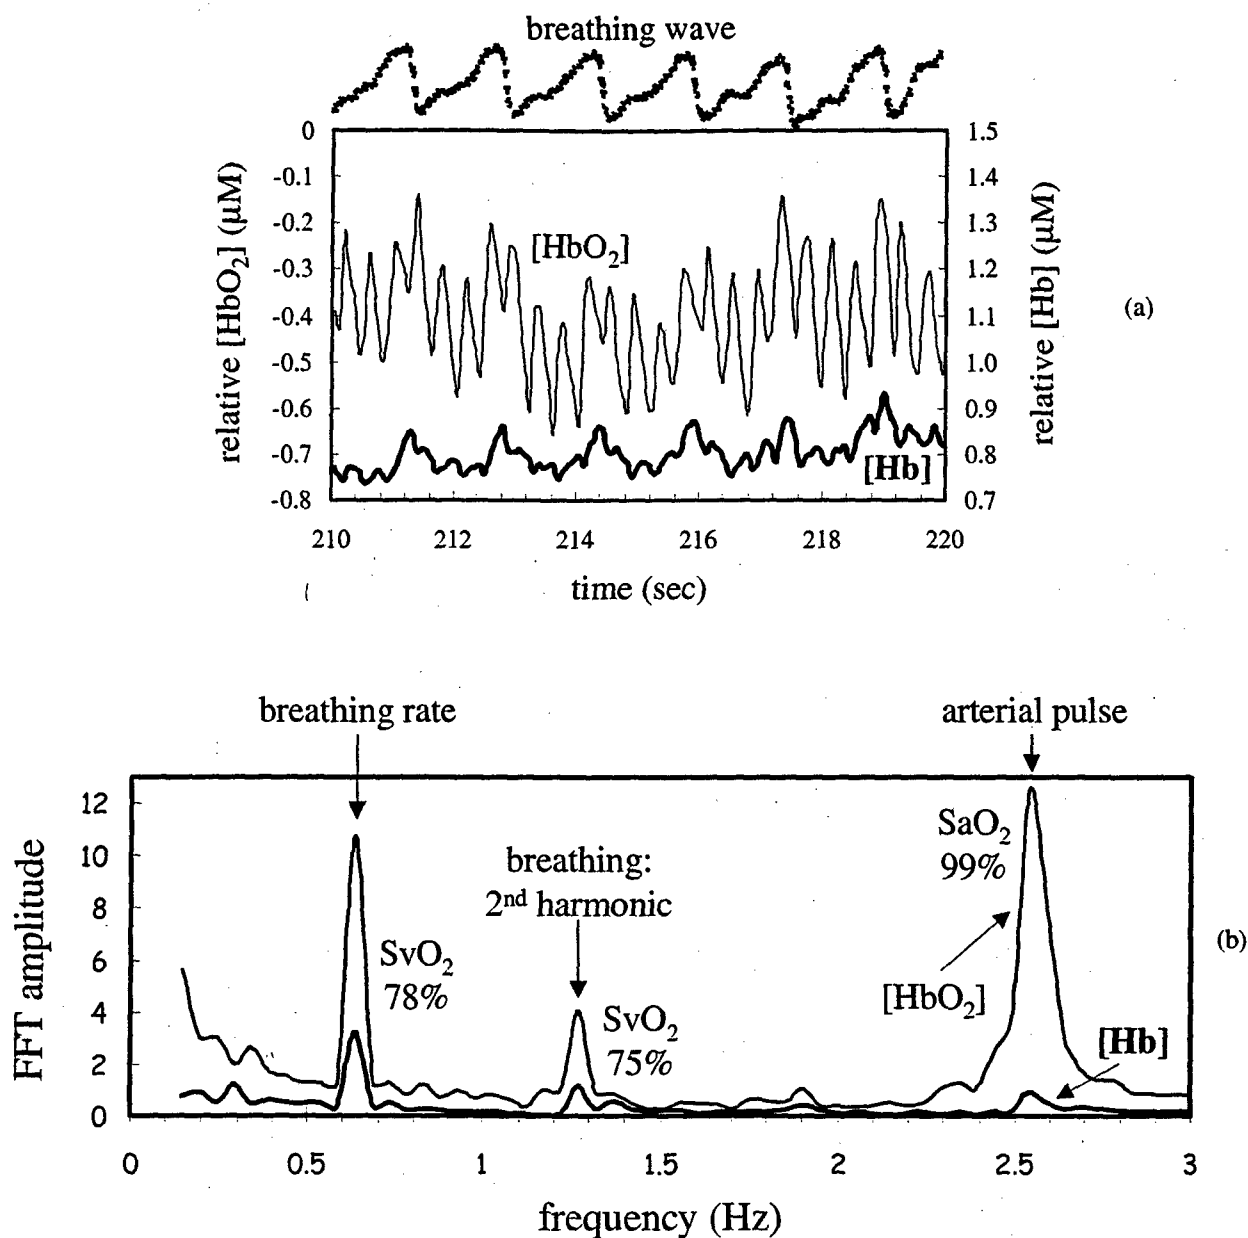 breathing wave
0
-0.1
-0.2
-0.3
-0.4
-0.5
-0.6
-0.7
-0.8
relative [HbO₂] (μM)
1.5
1.4
1.3
1.2
1.1
1.0
0.9
0.8
0.7
relative [Hb] (μM)
[HbO₂]
[Hb]
210 212 214 216 218 220
time (sec)
(a)
breathing rate
arterial pulse
12
10
8
6
4
2
0
FFT amplitude
SvO₂
78%
breathing:
2nd harmonic
SvO₂
75%
SaO₂
99%
[HbO₂]
[Hb]
(b)
0 0.5 1 1.5 2 2.5 3
frequency (Hz)